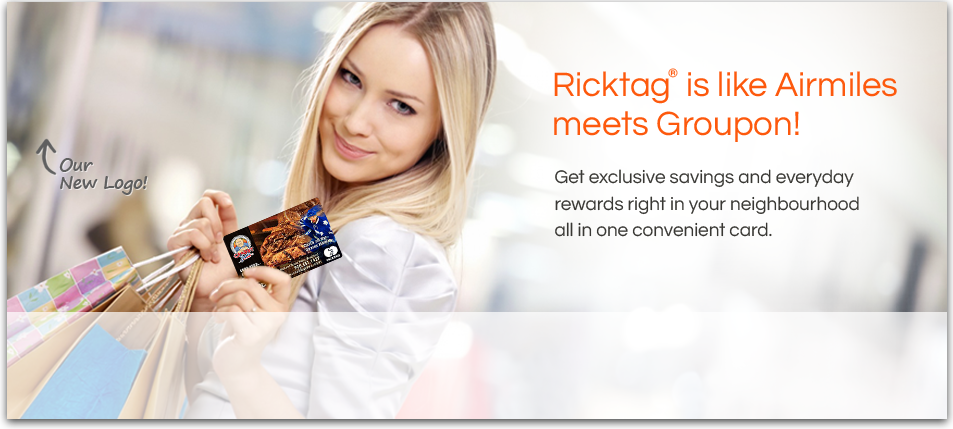 Ricktag® is like Airmiles
meets Groupon!
Get exclusive savings and everyday
rewards right in your neighbourhood
all in one convenient card.
Our
New Logo!